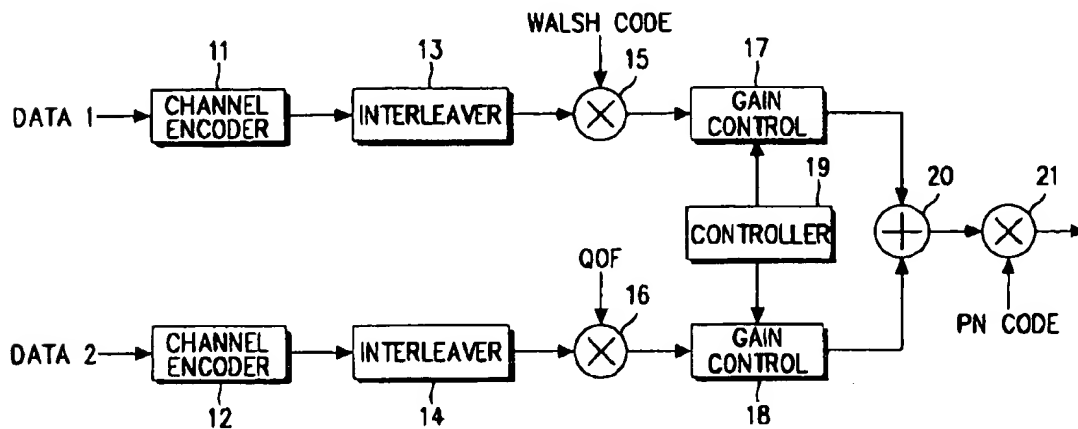 WALSH CODE
11
13
15
17
DATA 1
CHANNEL
ENCODER
INTERLEAVER
GAIN
CONTROL
19
20
21
CONTROLLER
QOF
16
PN CODE
DATA 2
CHANNEL
ENCODER
INTERLEAVER
GAIN
CONTROL
12
14
18